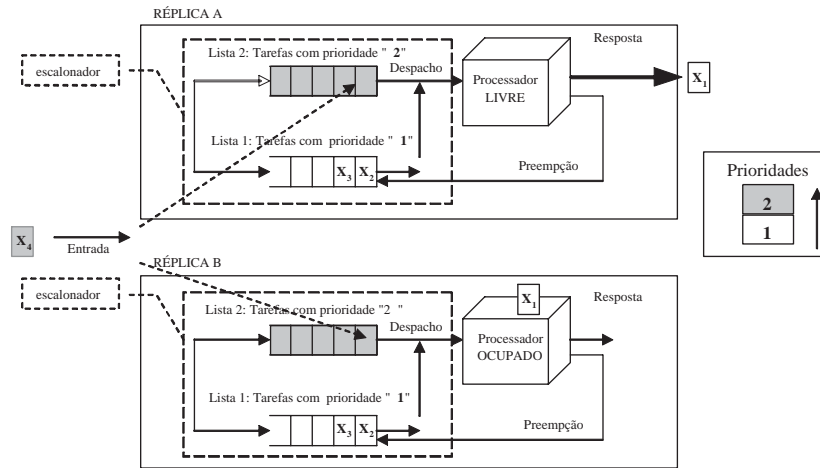 RÉPLICA A
Lista 2: Tarefas com prioridade " 2"
Resposta
escalonador
Despacho
Processador
LIVRE
X1
Lista 1: Tarefas com prioridade " 1"
X3 X2
Preempção
Prioridades
2
1
X4
Entrada
RÉPLICA B
escalonador
Lista 2: Tarefas com prioridade "2 "
X1
Resposta
Despacho
Processador
OCUPADO
Lista 1: Tarefas com prioridade " 1"
X3 X2
Preempção